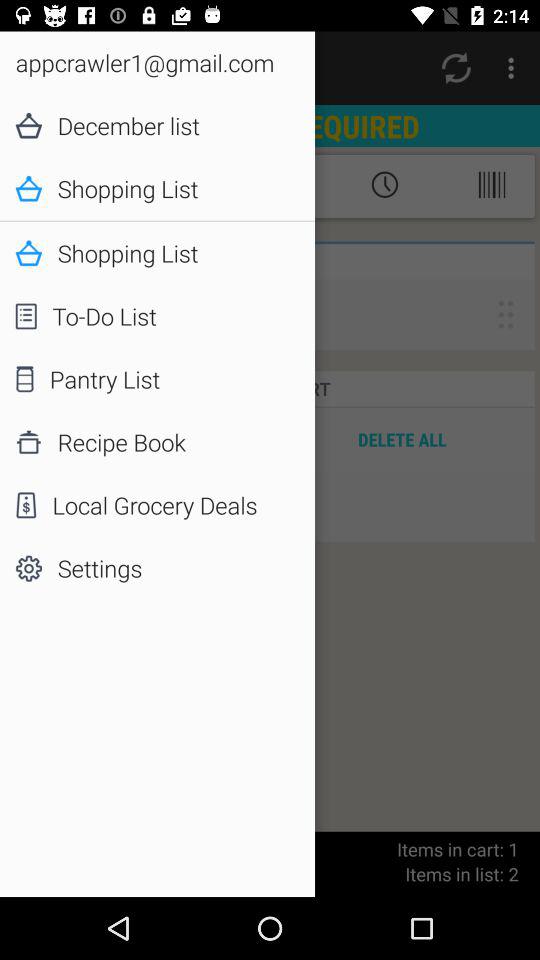 2:14
appcrawler1@gmail.com
EQUIRED
December list
Shopping List
Shopping List
To-Do List
Pantry List
RT
Recipe Book
DELETE ALL
Local Grocery Deals
Settings
Items in cart: 1
Items in list: 2